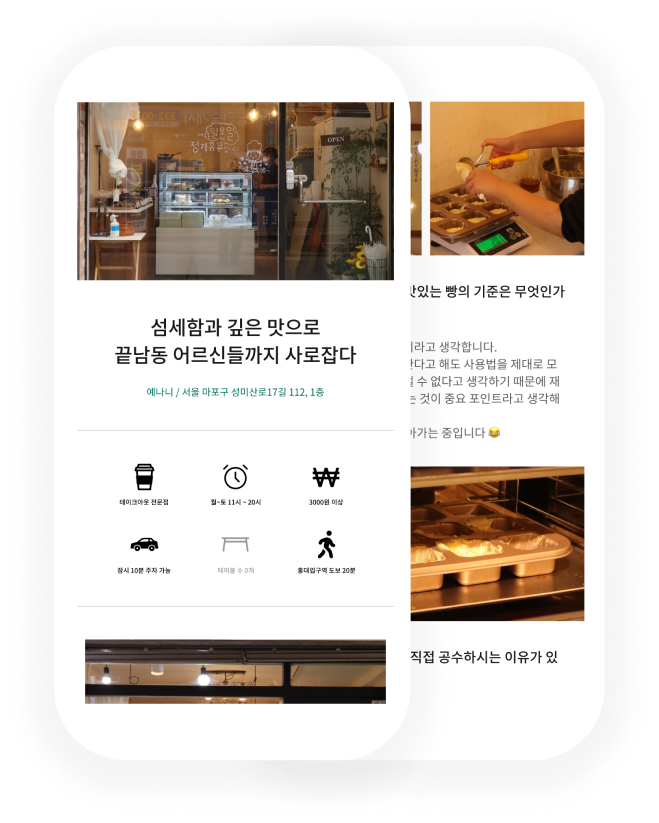 일요일
정기휴무
OPEN
섬세함과 깊은 맛으로
끝남동 어르신들까지 사로잡다
예나니 / 서울 마포구 성미산로17길 112, 1층
테이크아웃 전문점
월~토 11시 ~ 20시
3000원 이상
잠시 10분 주차 가능
테이블 수 0개
홍대입구역 도보 20분
맛있는 빵의 기준은 무엇인가
라고 생각합니다.
다고 해도 사용법을 제대로 모
수 없다고 생각하기 때문에 재
는 것이 중요 포인트라고 생각해
아가는 중입니다 😂
직접 공수하시는 이유가 있